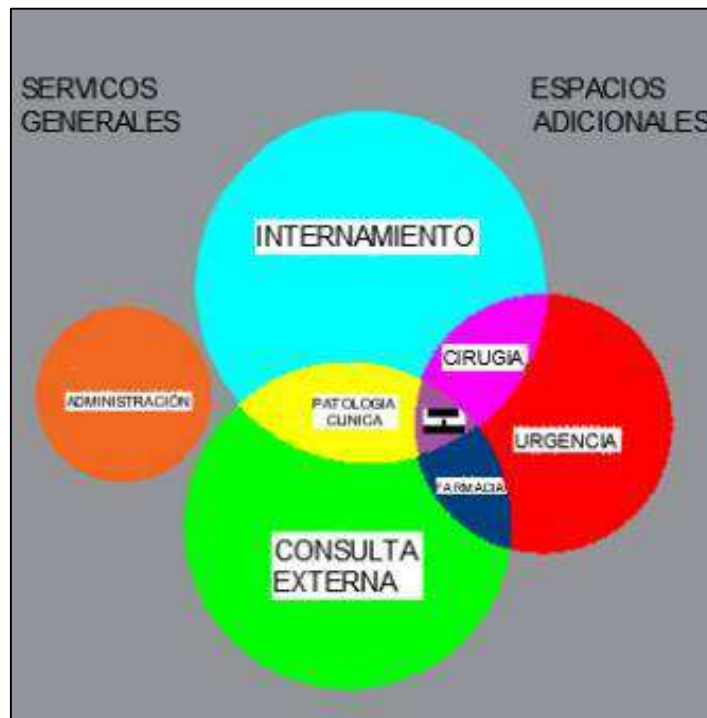 SERVICOS
GENERALES
ESPACIOS
ADICIONALES
INTERNAMIENTO
CIRUGIA
ADMINISTRACIÓN
PATOLOGIA
CLINICA
URGENCIA
FARMACIA
CONSULTA
EXTERNA